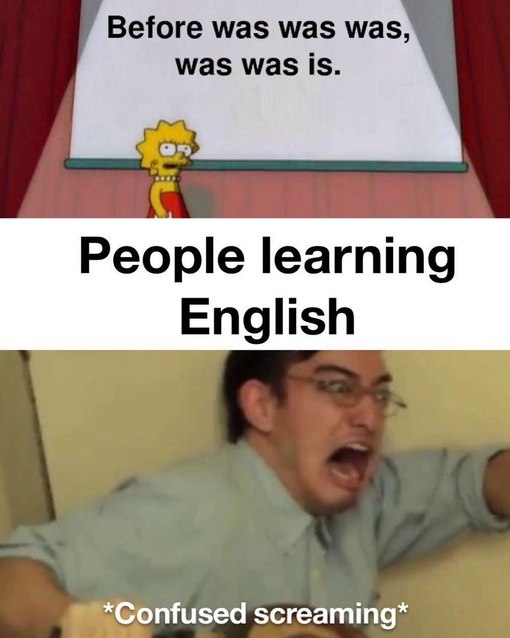 Before was was was,
was was is.
People learning
English
*Confused screaming*